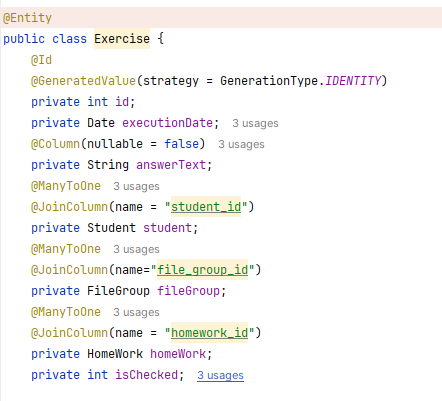 @Entity
public class Exercise {
@Id
@GeneratedValue(strategy = GenerationType.IDENTITY)
private int id;
private Date executionDate; 3 usages
@Column(nullable = false) 3 usages
private String answerText;
@ManyToOne 3 usages
@JoinColumn(name = "student_id")
private Student student;
@ManyToOne 3 usages
@JoinColumn(name="file_group_id")
private FileGroup fileGroup;
@ManyToOne 3 usages
@JoinColumn(name = "homework_id")
private HomeWork homeWork;
private int isChecked; 3 usages